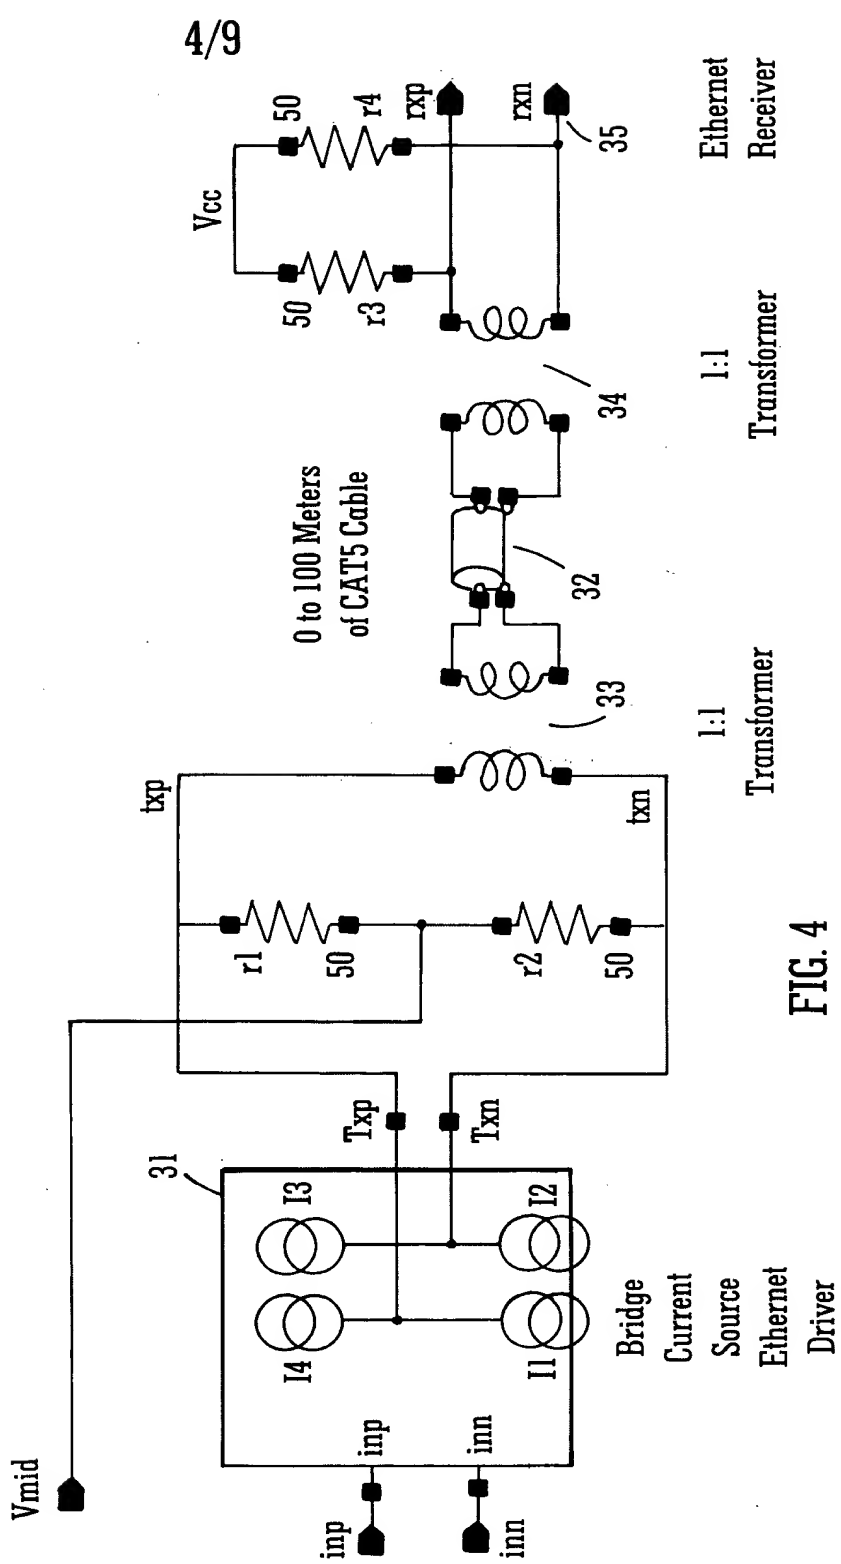 4/9
Vmid
inp
inn
inp
inn
31
I4
I3
I1
I2
Txp
Txn
Bridge
Current
Source
Ethernet
Driver
r1
50
r2
50
txp
txn
33
1:1
Transformer
0 to 100 Meters
of CAT5 Cable
32
34
1:1
Transformer
Vcc
50
r3
50
r4
rxp
rxn
35
Ethernet
Receiver
FIG. 4